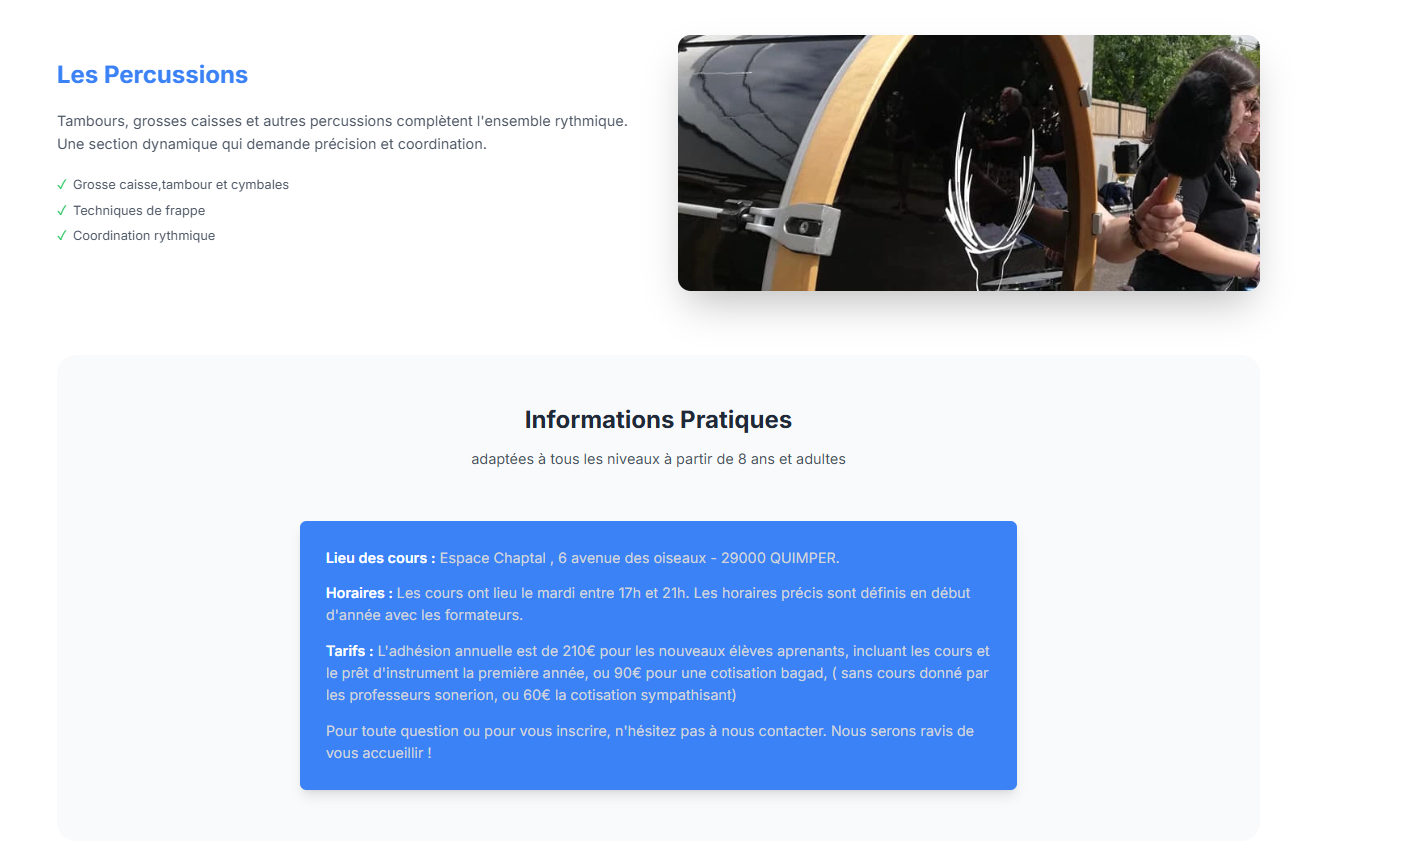 Les Percussions
Tambours, grosses caisses et autres percussions complètent l'ensemble rythmique.
Une section dynamique qui demande précision et coordination.
✓ Grosse caisse,tambour et cymbales
✓ Techniques de frappe
✓ Coordination rythmique
Informations Pratiques
adaptées à tous les niveaux à partir de 8 ans et adultes
Lieu des cours : Espace Chaptal , 6 avenue des oiseaux - 29000 QUIMPER.
Horaires : Les cours ont lieu le mardi entre 17h et 21h. Les horaires précis sont définis en début
d'année avec les formateurs.
Tarifs : L'adhésion annuelle est de 210€ pour les nouveaux élèves aprenants, incluant les cours et
le prêt d'instrument la première année, ou 90€ pour une cotisation bagad, ( sans cours donné par
les professeurs sonerion, ou 60€ la cotisation sympathisant)
Pour toute question ou pour vous inscrire, n'hésitez pas à nous contacter. Nous serons ravis de
vous accueillir !